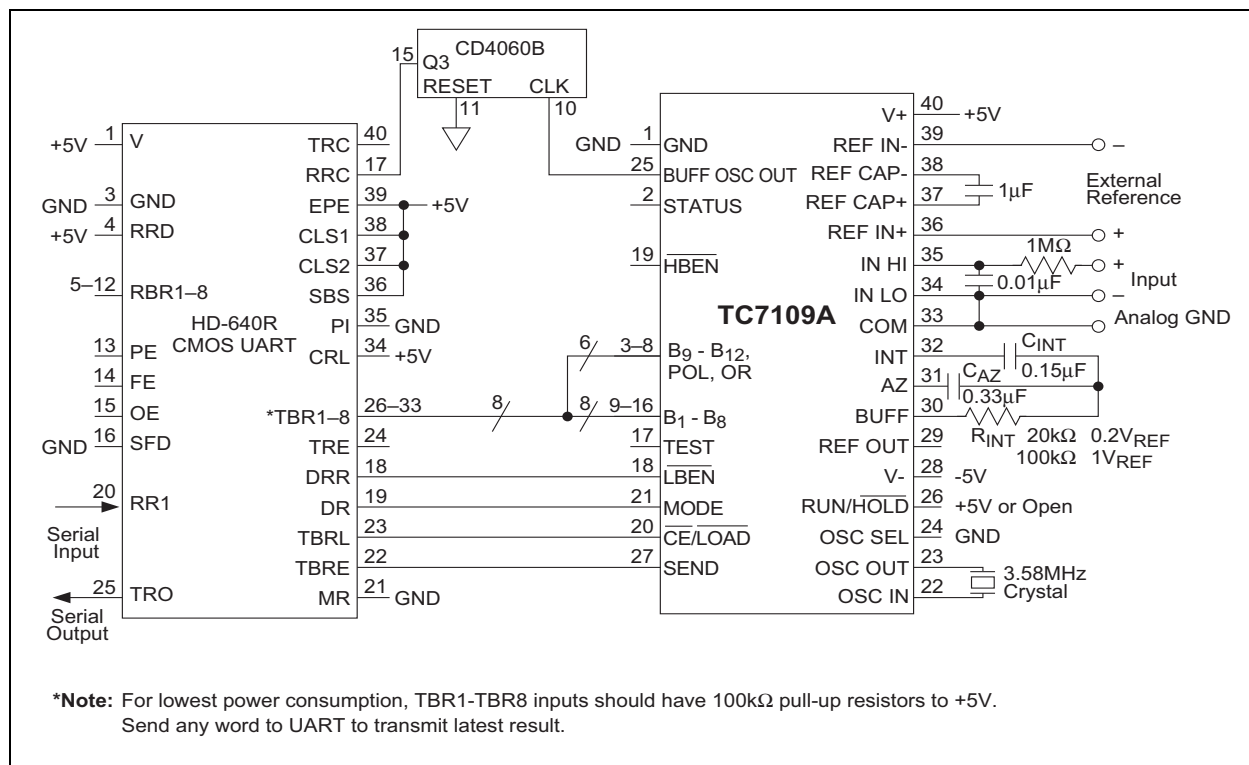 CD4060B
15 Q3
RESET CLK
11 10
HD-640R
CMOS UART
+5V 1 V
GND 3 GND
+5V 4 RRD
5–12 RBR1–8
13 PE
14 FE
15 OE
GND 16 SFD
20 RR1
Serial
Input
25 TRO
Serial
Output
TRC 40
RRC 17
EPE 39 +5V
CLS1 38
CLS2 37
SBS 36
PI 35 GND
CRL 34 +5V
*TBR1–8 26–33 8
6
8
TRE 24
DRR 18
DR 19
TBRL 23
TBRE 22
MR 21 GND
TC7109A
GND 1 GND
25 BUFF OSC OUT
2 STATUS
19 HBEN
3–8 B9 - B12,
POL, OR
9–16 B1 - B8
17 TEST
18 LBEN
21 MODE
20 CE/LOAD
27 SEND
V+ 40 +5V
REF IN- 39 –
REF CAP- 38
1μF
External
Reference
REF CAP+ 37
REF IN+ 36 +
IN HI 35 1MΩ +
0.01μF Input
IN LO 34 –
COM 33 Analog GND
INT 32 CINT
0.15μF
AZ 31 CAZ
0.33μF
BUFF 30
RINT 20kΩ 0.2VREF
100kΩ 1VREF
REF OUT 29
V- 28 -5V
RUN/HOLD 26 +5V or Open
OSC SEL 24 GND
OSC OUT 23
3.58MHz
Crystal
OSC IN 22
*Note: For lowest power consumption, TBR1-TBR8 inputs should have 100kΩ pull-up resistors to +5V.
Send any word to UART to transmit latest result.